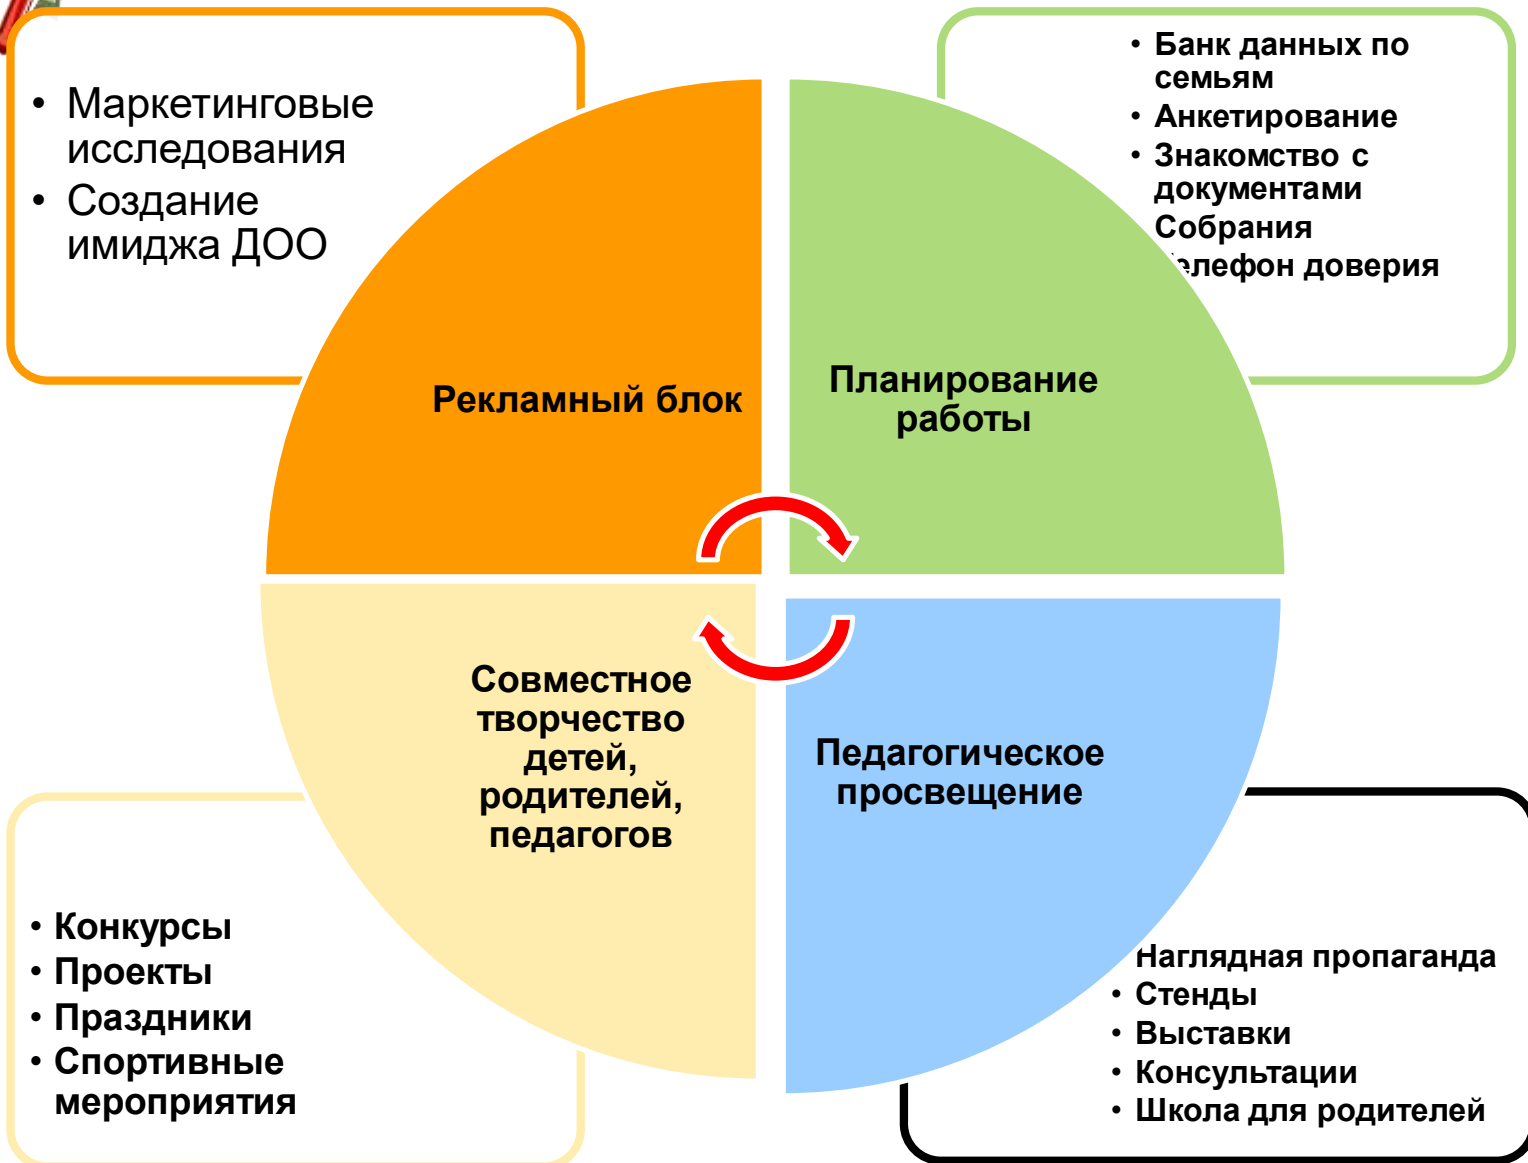 • Маркетинговые
исследования
• Создание
имиджа ДОО
• Банк данных по
семьям
• Анкетирование
• Знакомство с
документами
Собрания
доверия
Рекламный блок
Планирование
работы
Совместное
творчество
детей,
родителей,
педагогов
Педагогическое
просвещение
• Конкурсы
• Проекты
• Праздники
• Спортивные
мероприятия
Наглядная пропаганда
• Стенды
• Выставки
• Консультации
• Школа для родителей